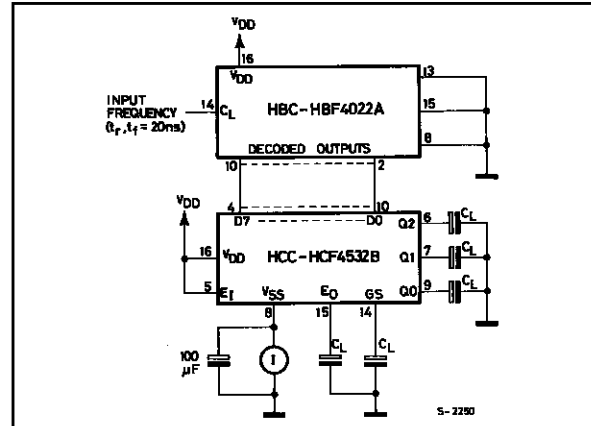 VDD
16
VDD
13
INPUT
FREQUENCY
(tr, tf = 20ns)
14
CL
HBC-HBF4022A
15
8
DECODED OUTPUTS
10
2
VDD
4
10
D7
D0
Q2
6
CL
16
VDD
HCC-HCF4532B
Q1
7
CL
5
EI
VSS
EO
GS
Q0
9
CL
8
15
14
100
µF
I
CL
CL
S-2250